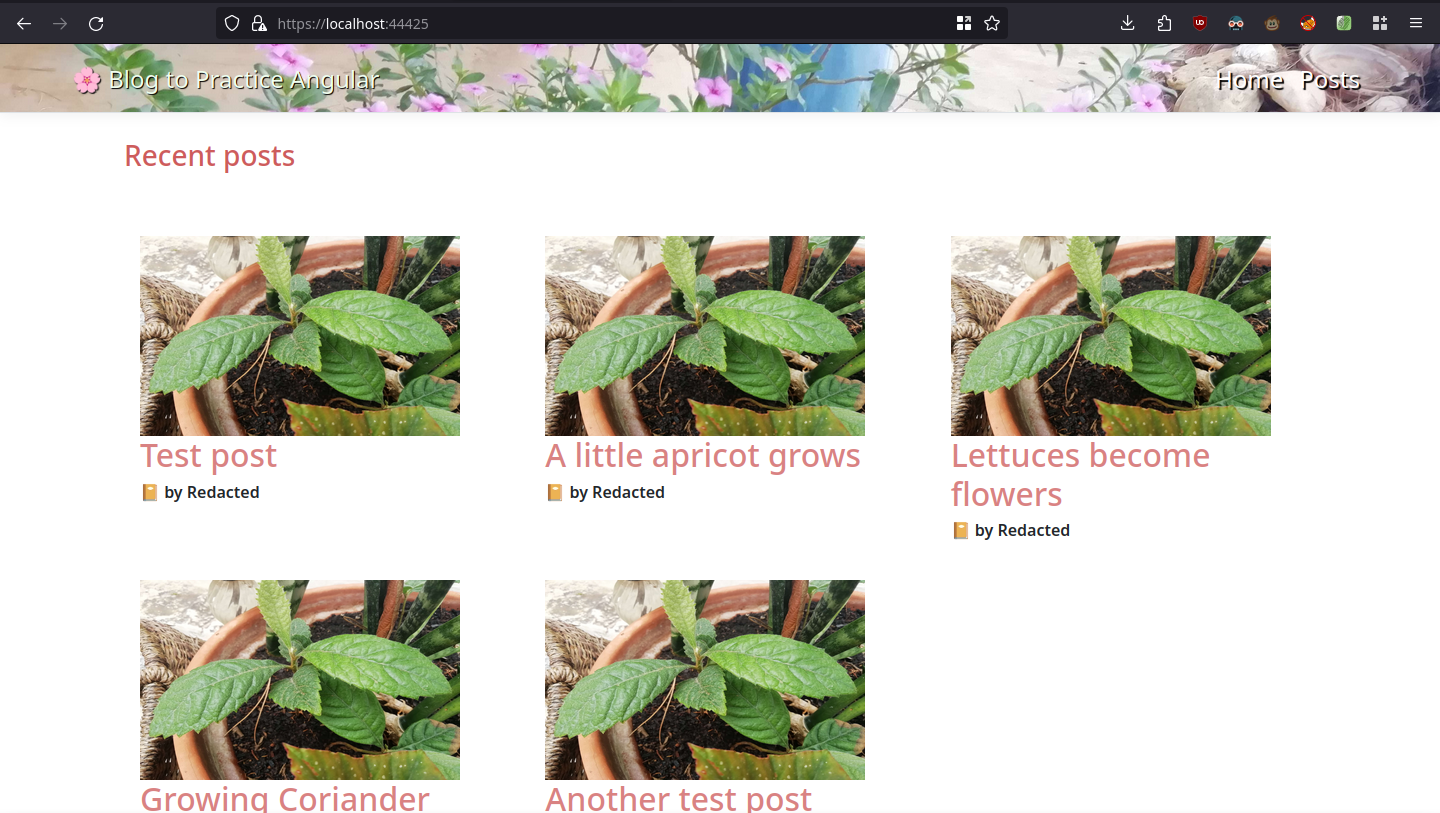 https://localhost:44425
🌸 Blog to Practice Angular
Home Posts
Recent posts
Test post
📔 by Redacted
A little apricot grows
📔 by Redacted
Lettuces become
flowers
📔 by Redacted
Growing Coriander
Another test post